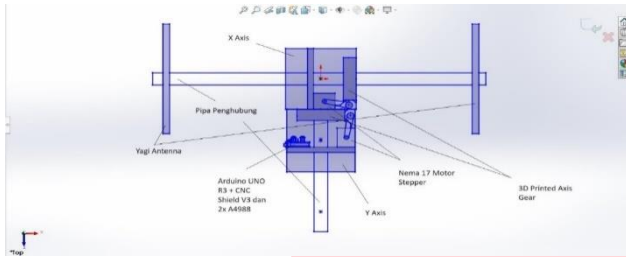 X Axis
Pipa Penghubung
Yagi Antenna
Arduino UNO
R3 + CNC
Shield V3 dan
2x A4988
Nema 17 Motor
Stepper
Y Axis
3D Printed Axis
Gear
*Top